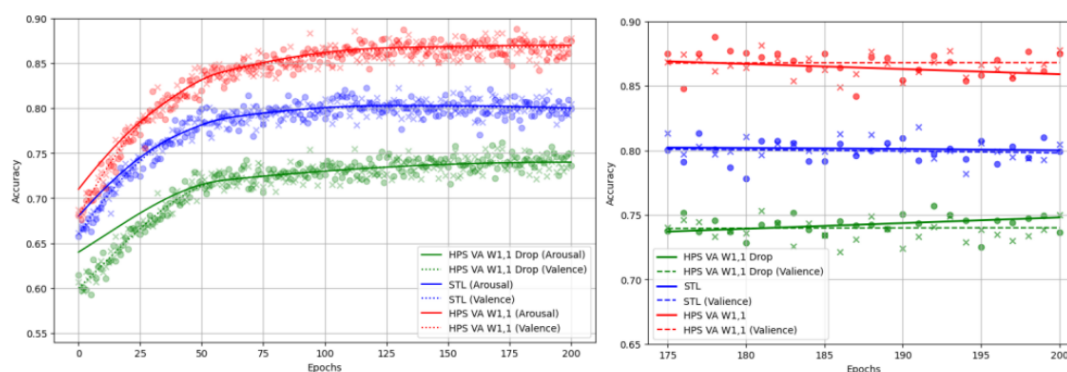 0.90
0.85
0.80
0.75
0.70
0.65
0.60
0.55
Accuracy
0 25 50 75 100 125 150 175 200
Epochs
HPS VA W1,1 Drop (Arousal)
HPS VA W1,1 Drop (Valence)
STL (Arousal)
STL (Valence)
HPS VA W1,1 (Arousal)
HPS VA W1,1 (Valence)
0.90
0.85
0.80
0.75
0.70
0.65
Accuracy
175 180 185 190 195 200
Epochs
HPS VA W1,1 Drop
HPS VA W1,1 Drop (Valience)
STL
STL (Valience)
HPS VA W1,1
HPS VA W1,1 (Valience)